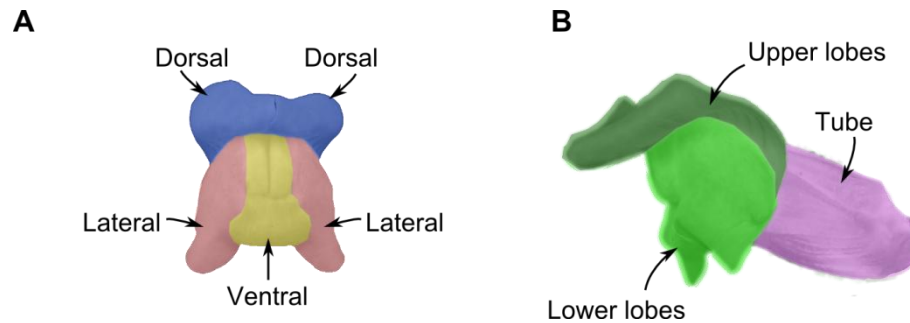 A
Dorsal
Dorsal
Lateral
Lateral
Ventral
B
Upper lobes
Tube
Lower lobes